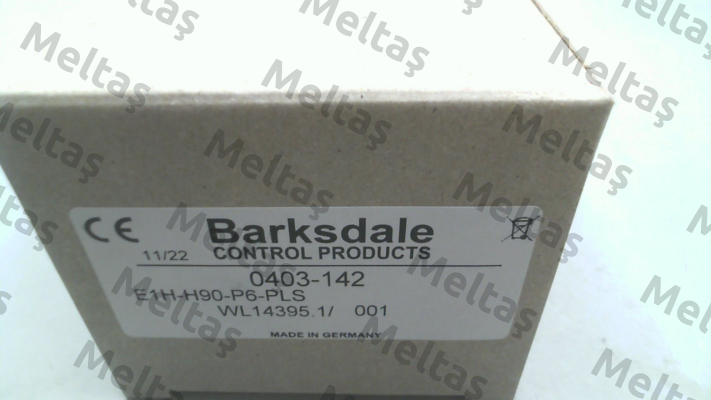 CE Barksdale
11/22 CONTROL PRODUCTS
0403-142
E1H-H90-P6-PLS
WL14395.1/ 001
MADE IN GERMANY
Meltaş